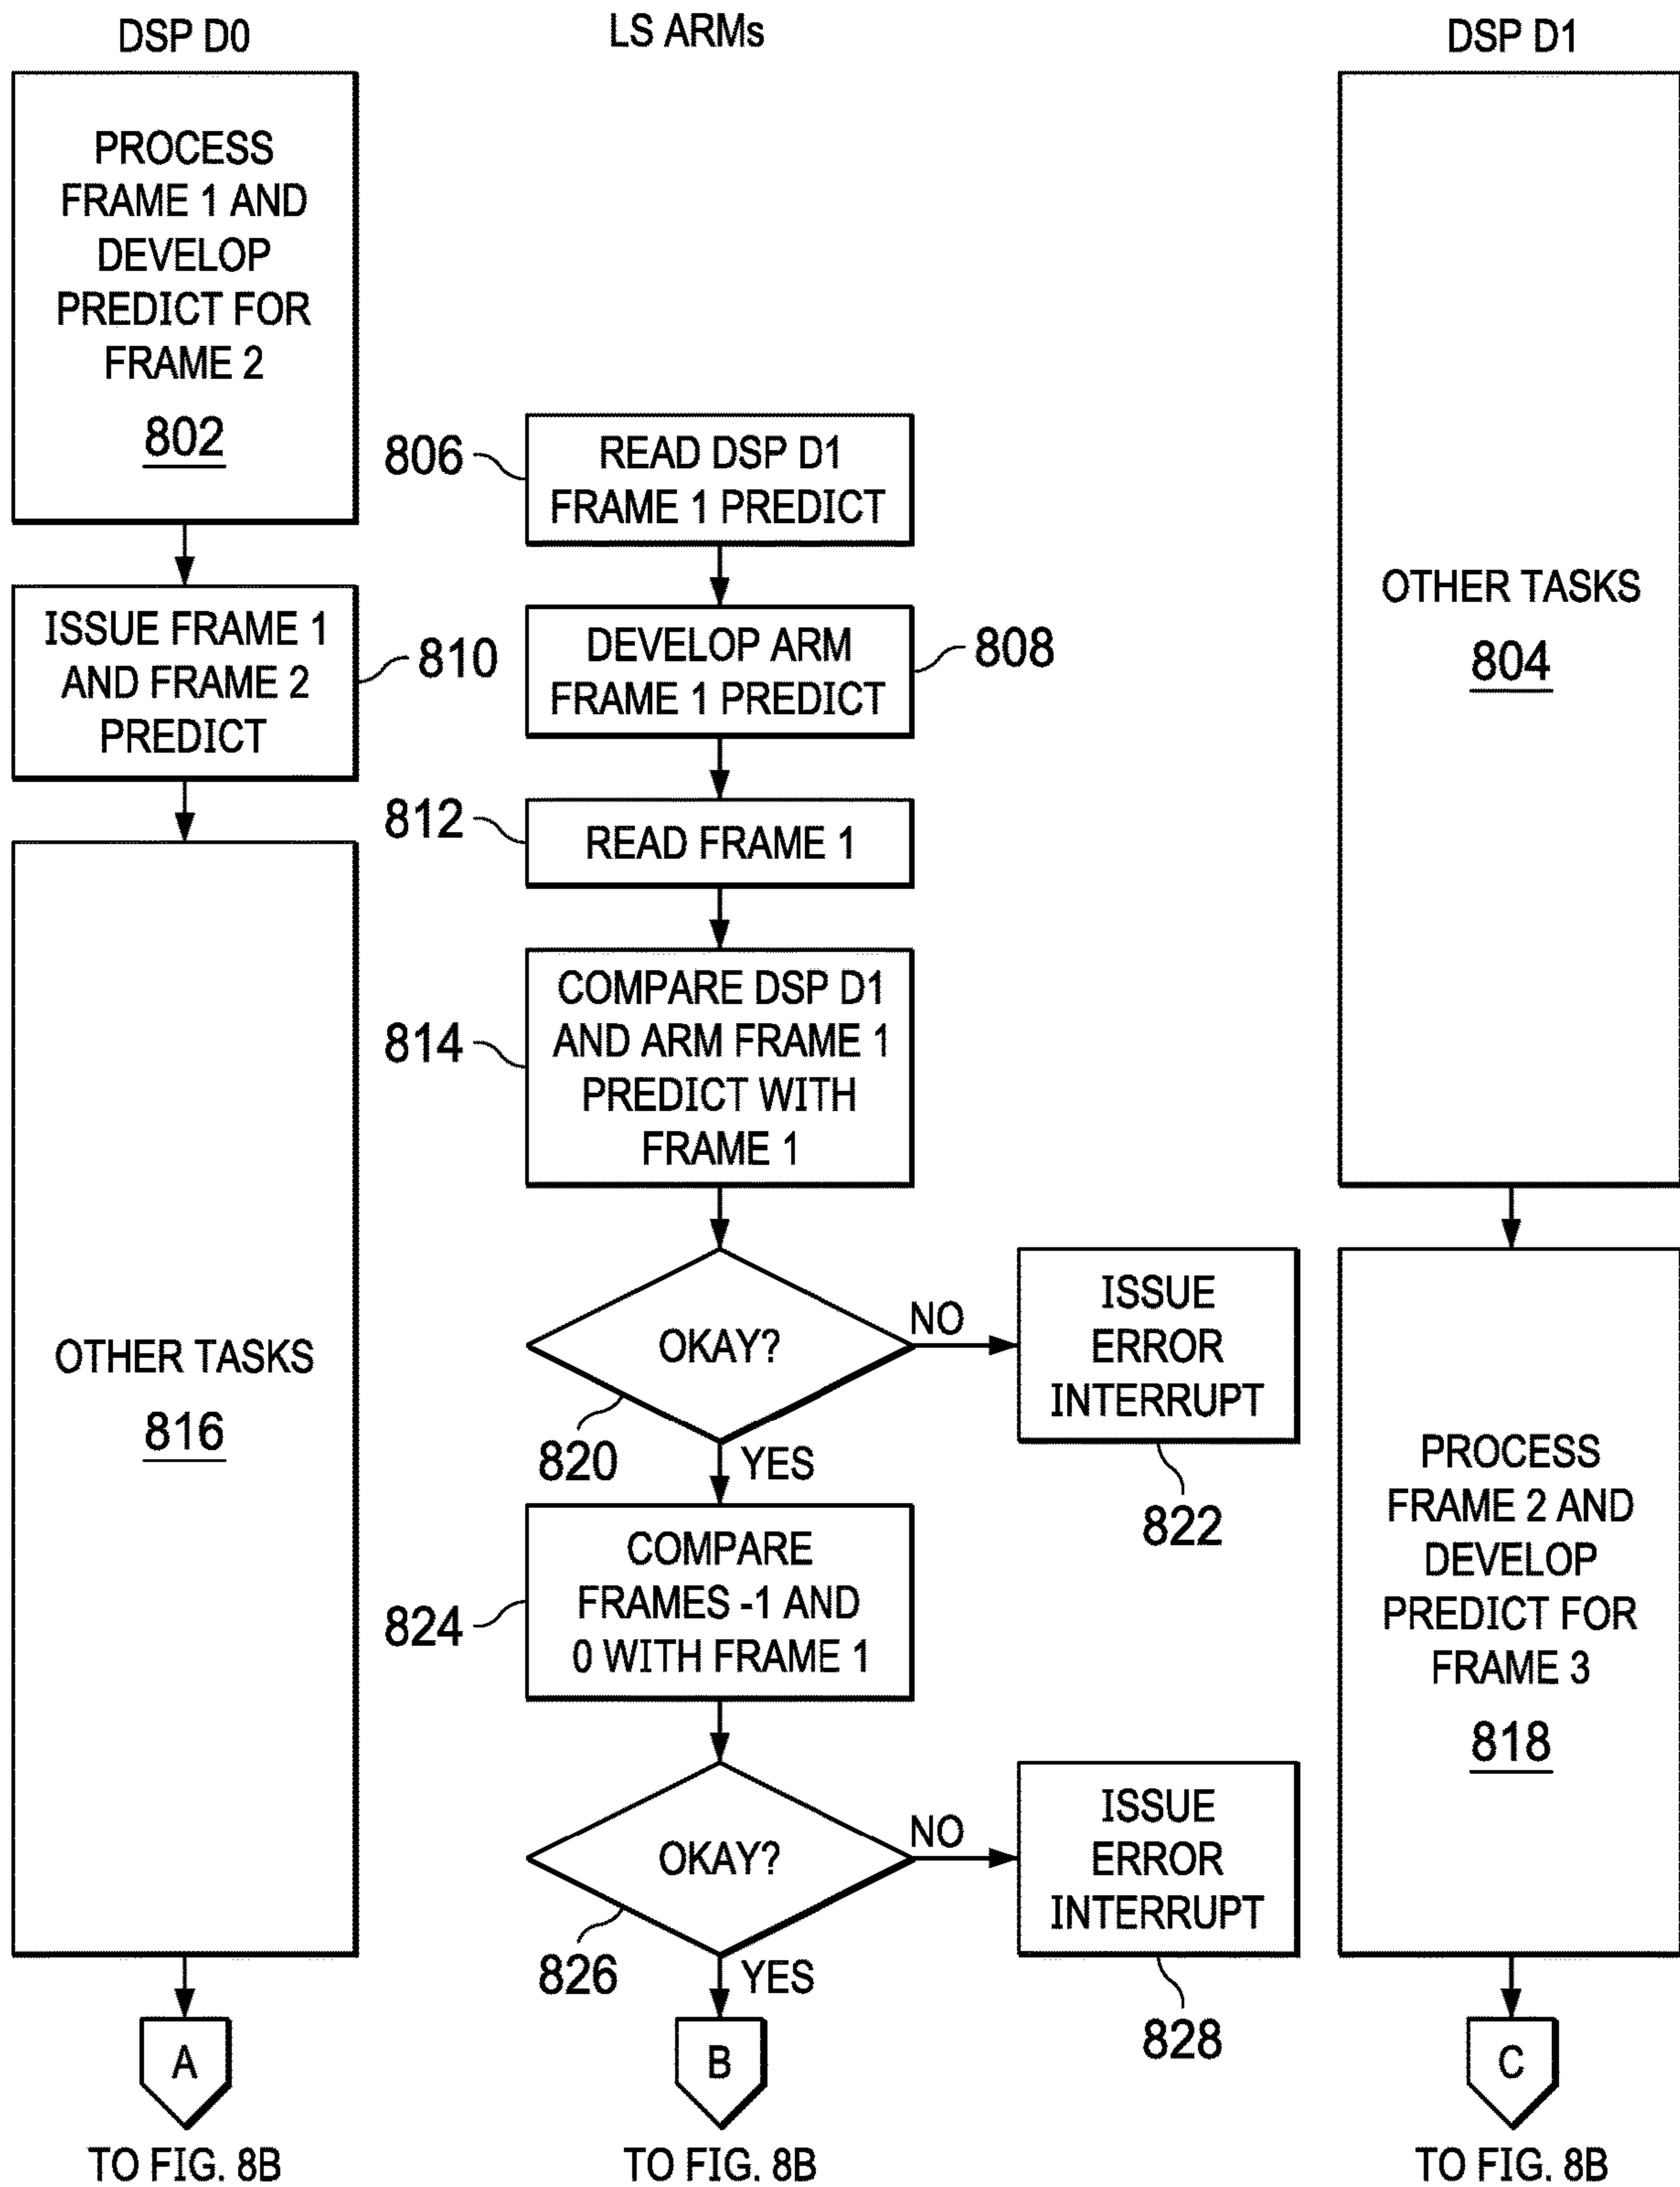 DSP D0
LS ARMs
DSP D1
PROCESS
FRAME 1 AND
DEVELOP
PREDICT FOR
FRAME 2
802
ISSUE FRAME 1
AND FRAME 2
PREDICT
810
OTHER TASKS
816
A
TO FIG. 8B
806
READ DSP D1
FRAME 1 PREDICT
DEVELOP ARM
FRAME 1 PREDICT
808
812
READ FRAME 1
814
COMPARE DSP D1
AND ARM FRAME 1
PREDICT WITH
FRAME 1
OKAY?
820
NO
YES
ISSUE
ERROR
INTERRUPT
822
824
COMPARE
FRAMES -1 AND
0 WITH FRAME 1
OKAY?
826
NO
YES
ISSUE
ERROR
INTERRUPT
828
B
TO FIG. 8B
OTHER TASKS
804
PROCESS
FRAME 2 AND
DEVELOP
PREDICT FOR
FRAME 3
818
C
TO FIG. 8B